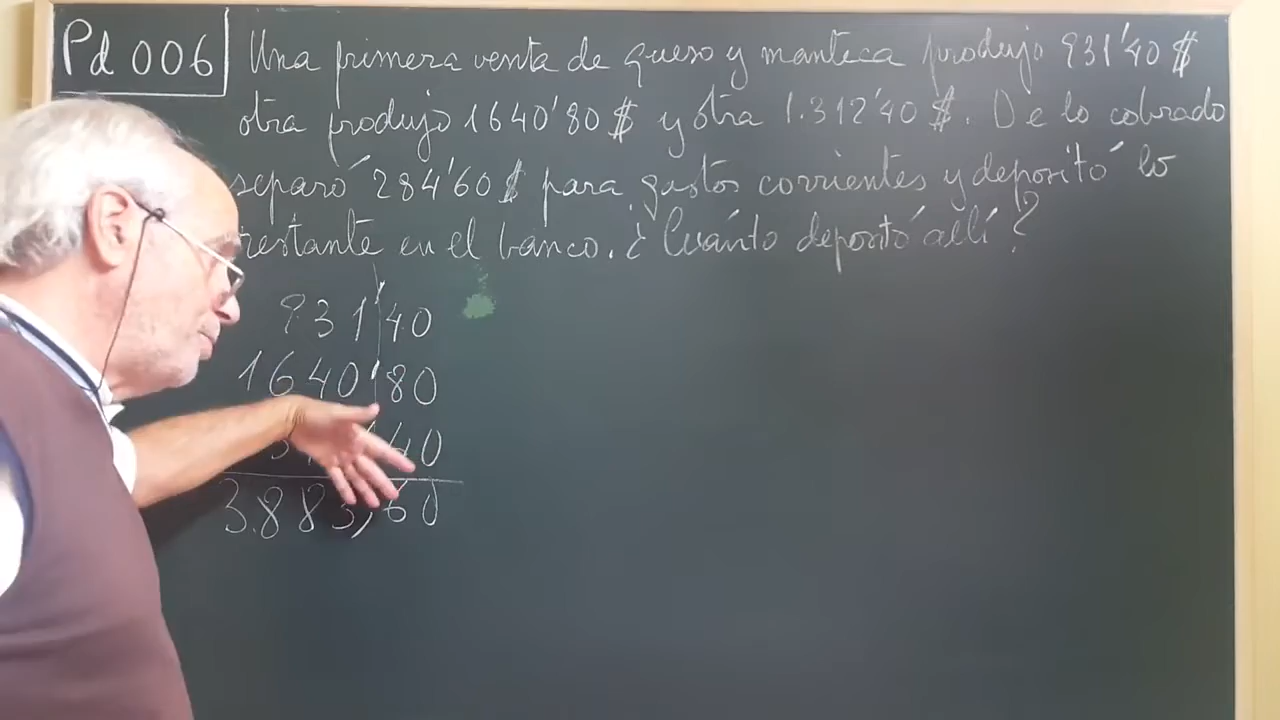 Pd 006
Una primera venta de queso y manteca produjo 931'40 $
otra produjo 1640'80 $ y otra 1.312'40 $. De lo cobrado
separó 284'60 $ para gastos corrientes y depositó lo
restante en el banco. ¿Cuánto depositó allí?
931'40
1640'80
40
3.883,60